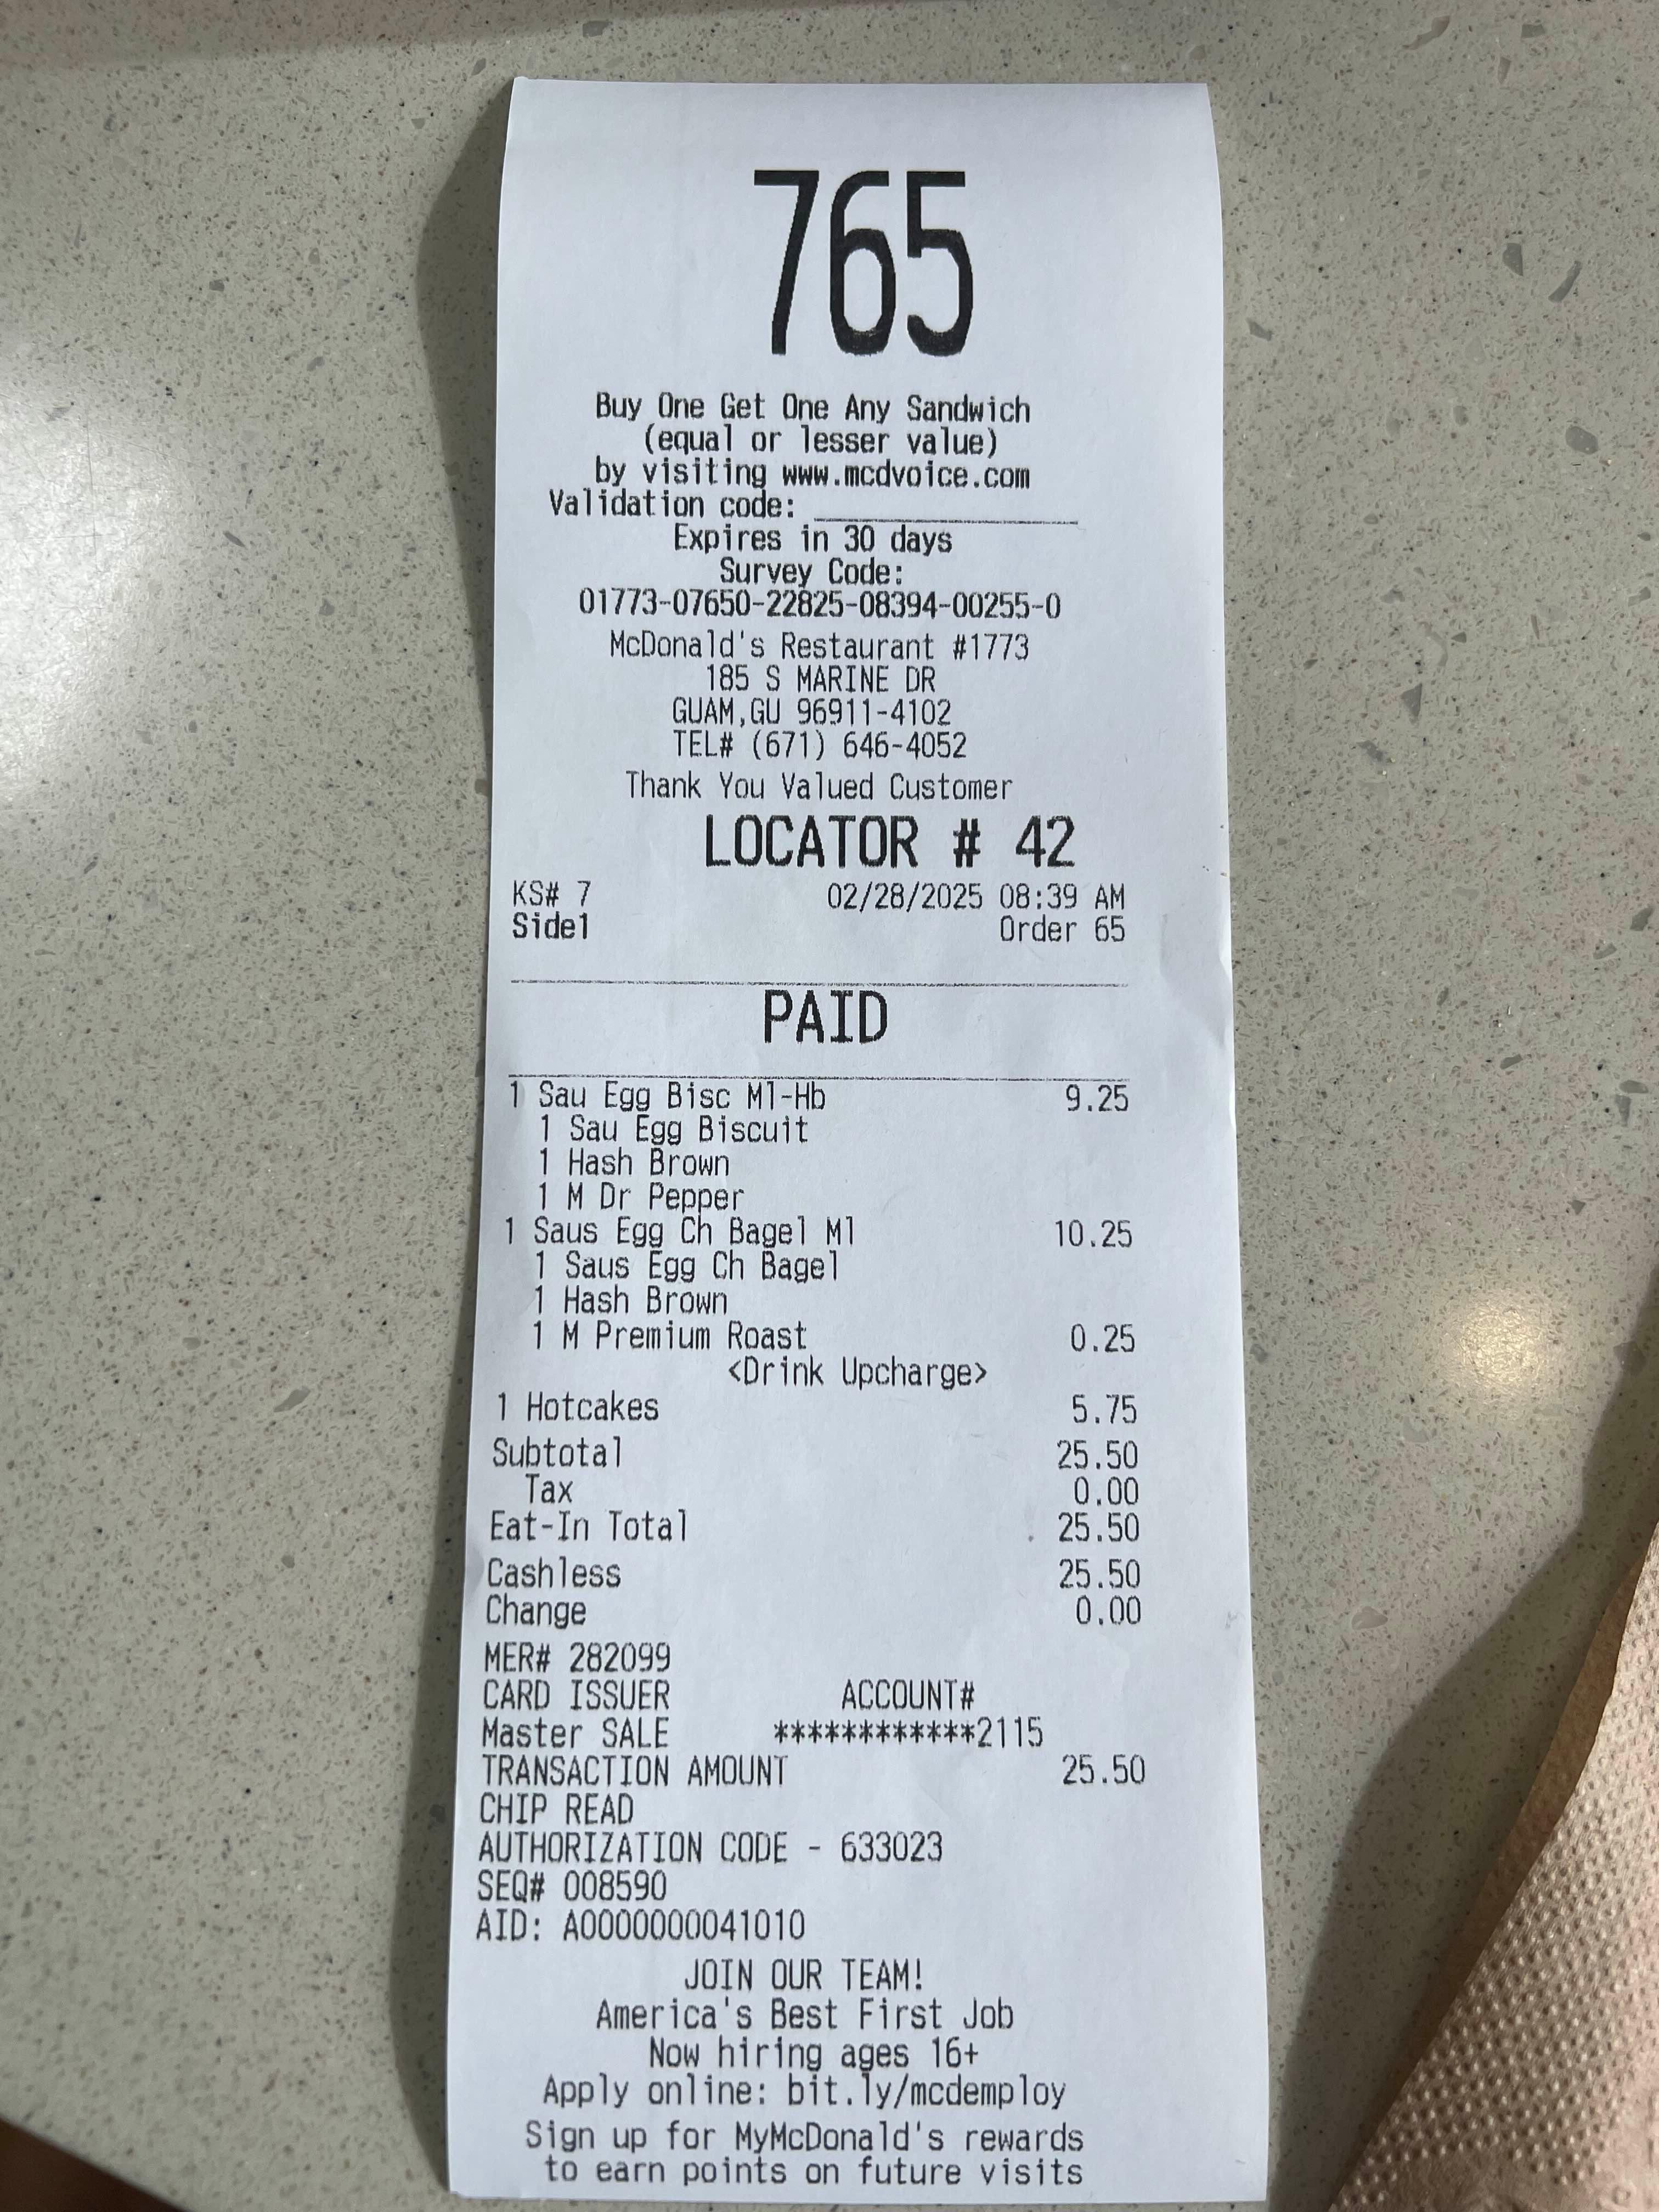 765
Buy One Get One Any Sandwich
(equal or lesser value)
by visiting www.mcdvoice.com
Validation code: ____________
Expires in 30 days
Survey Code:
01773-07650-22825-08394-00255-0
McDonald's Restaurant #1773
185 S MARINE DR
GUAM,GU 96911-4102
TEL# (671) 646-4052
Thank You Valued Customer
LOCATOR # 42
KS# 7 02/28/2025 08:39 AM
Side1 Order 65
PAID
1 Sau Egg Bisc Ml-Hb 9.25
1 Sau Egg Biscuit
1 Hash Brown
1 M Dr Pepper
1 Saus Egg Ch Bagel Ml 10.25
1 Saus Egg Ch Bagel
1 Hash Brown
1 M Premium Roast 0.25
<Drink Upcharge>
1 Hotcakes 5.75
Subtotal 25.50
Tax 0.00
Eat-In Total 25.50
Cashless 25.50
Change 0.00
MER# 282099
CARD ISSUER ACCOUNT#
Master SALE ************2115
TRANSACTION AMOUNT 25.50
CHIP READ
AUTHORIZATION CODE - 633023
SEQ# 008590
AID: A0000000041010
JOIN OUR TEAM!
America's Best First Job
Now hiring ages 16+
Apply online: bit.ly/mcdemploy
Sign up for MyMcDonald's rewards
to earn points on future visits